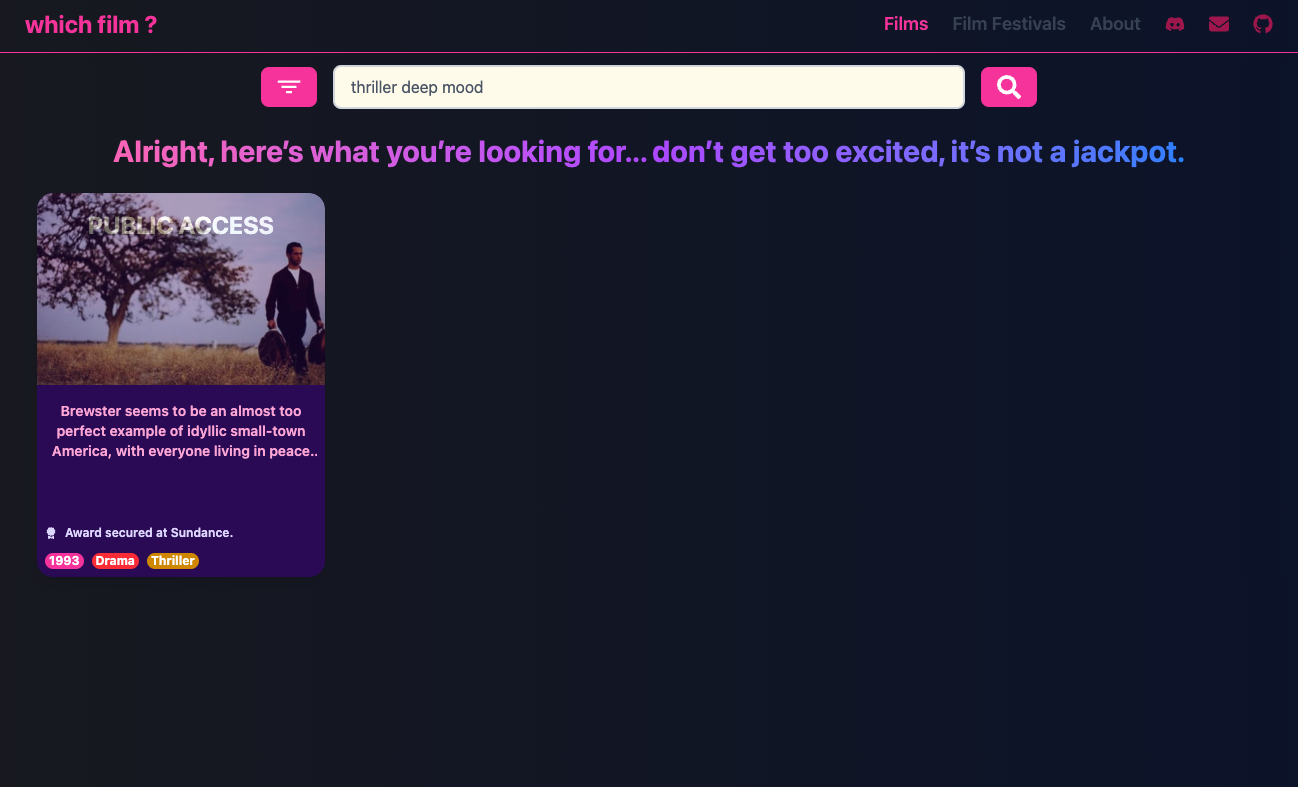 which film ?
Films
Film Festivals
About
thriller deep mood
Alright, here’s what you’re looking for... don’t get too excited, it’s not a jackpot.
PUBLIC ACCESS
Brewster seems to be an almost too
perfect example of idyllic small-town
America, with everyone living in peace..
Award secured at Sundance.
1993 Drama Thriller